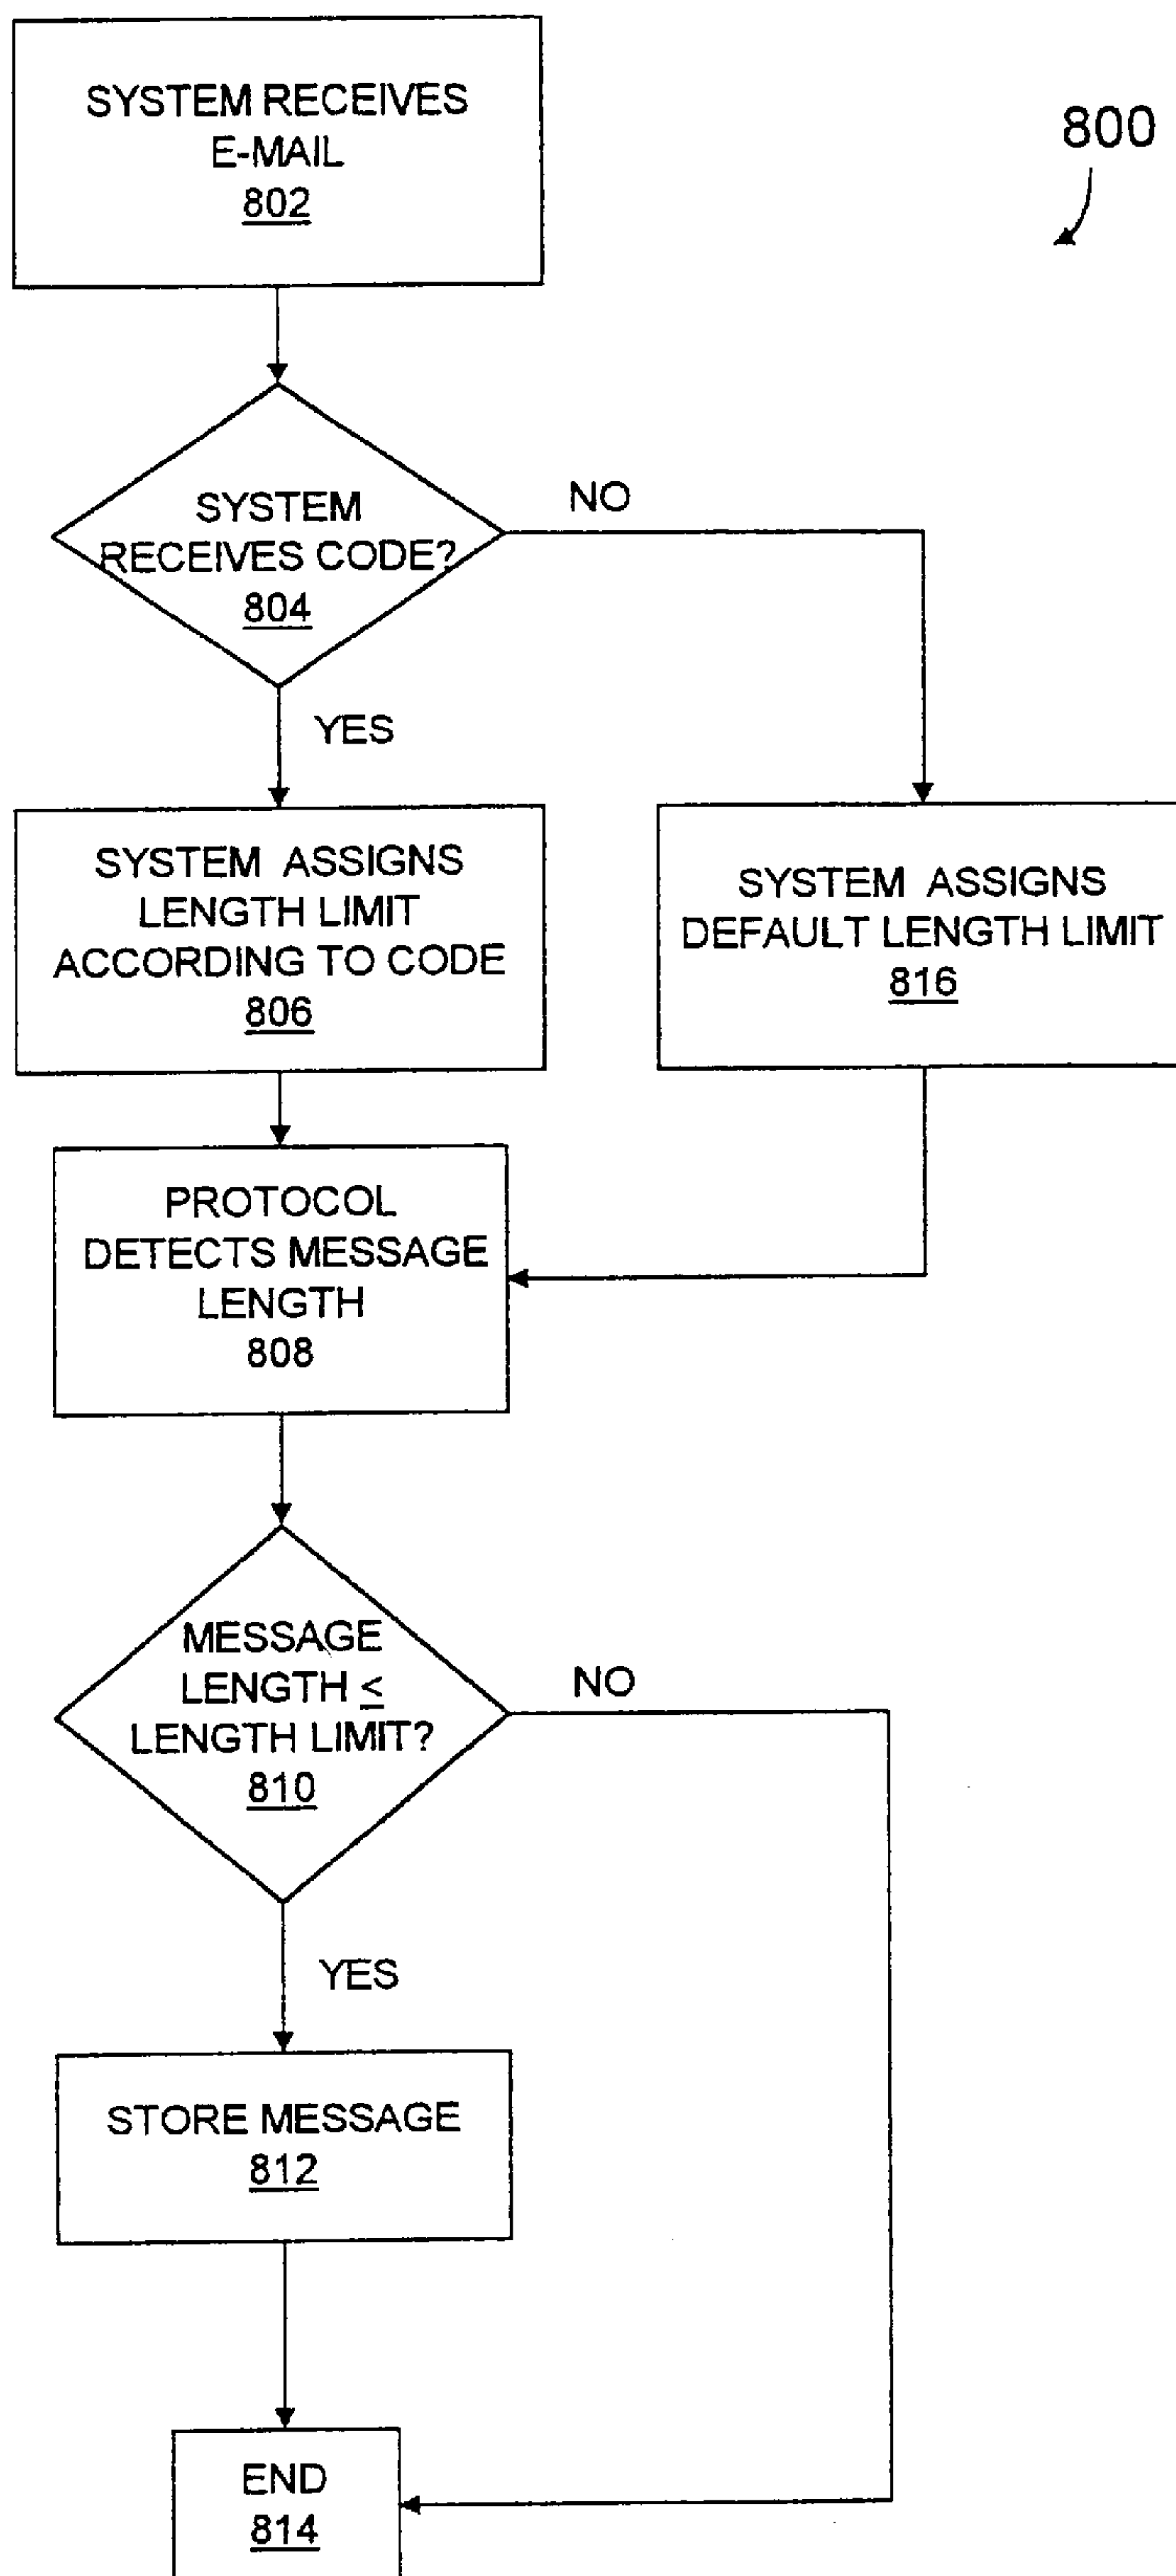 SYSTEM RECEIVES
E-MAIL
802
800
SYSTEM
RECEIVES CODE?
804
NO
YES
SYSTEM ASSIGNS
LENGTH LIMIT
ACCORDING TO CODE
806
SYSTEM ASSIGNS
DEFAULT LENGTH LIMIT
816
PROTOCOL
DETECTS MESSAGE
LENGTH
808
MESSAGE
LENGTH ≤
LENGTH LIMIT?
810
NO
YES
STORE MESSAGE
812
END
814